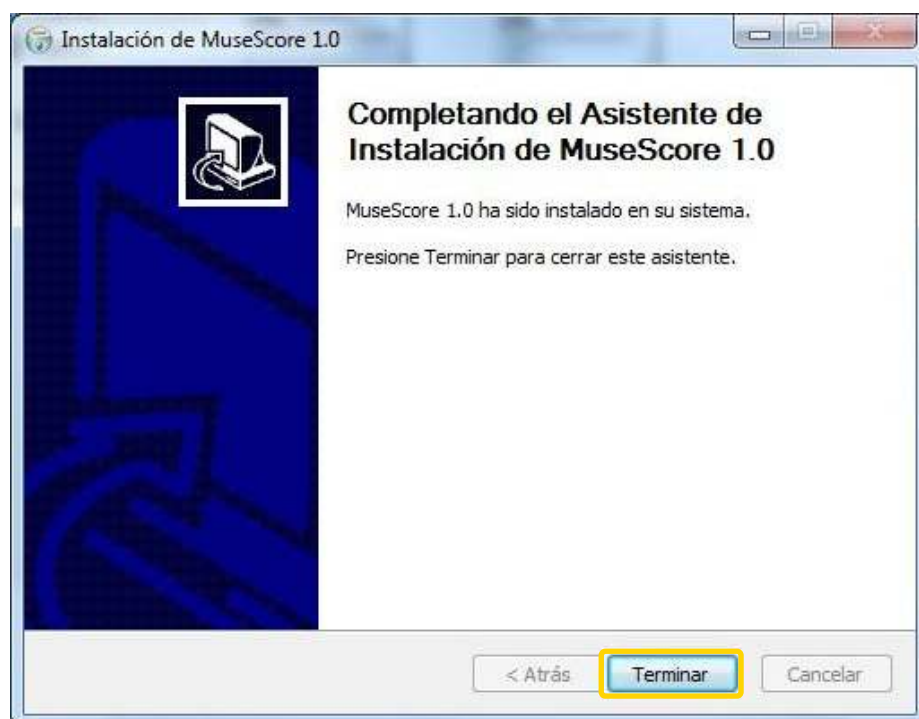 Instalación de MuseScore 1.0
Completando el Asistente de
Instalación de MuseScore 1.0
MuseScore 1.0 ha sido instalado en su sistema.
Presione Terminar para cerrar este asistente.
< Atrás Terminar Cancelar